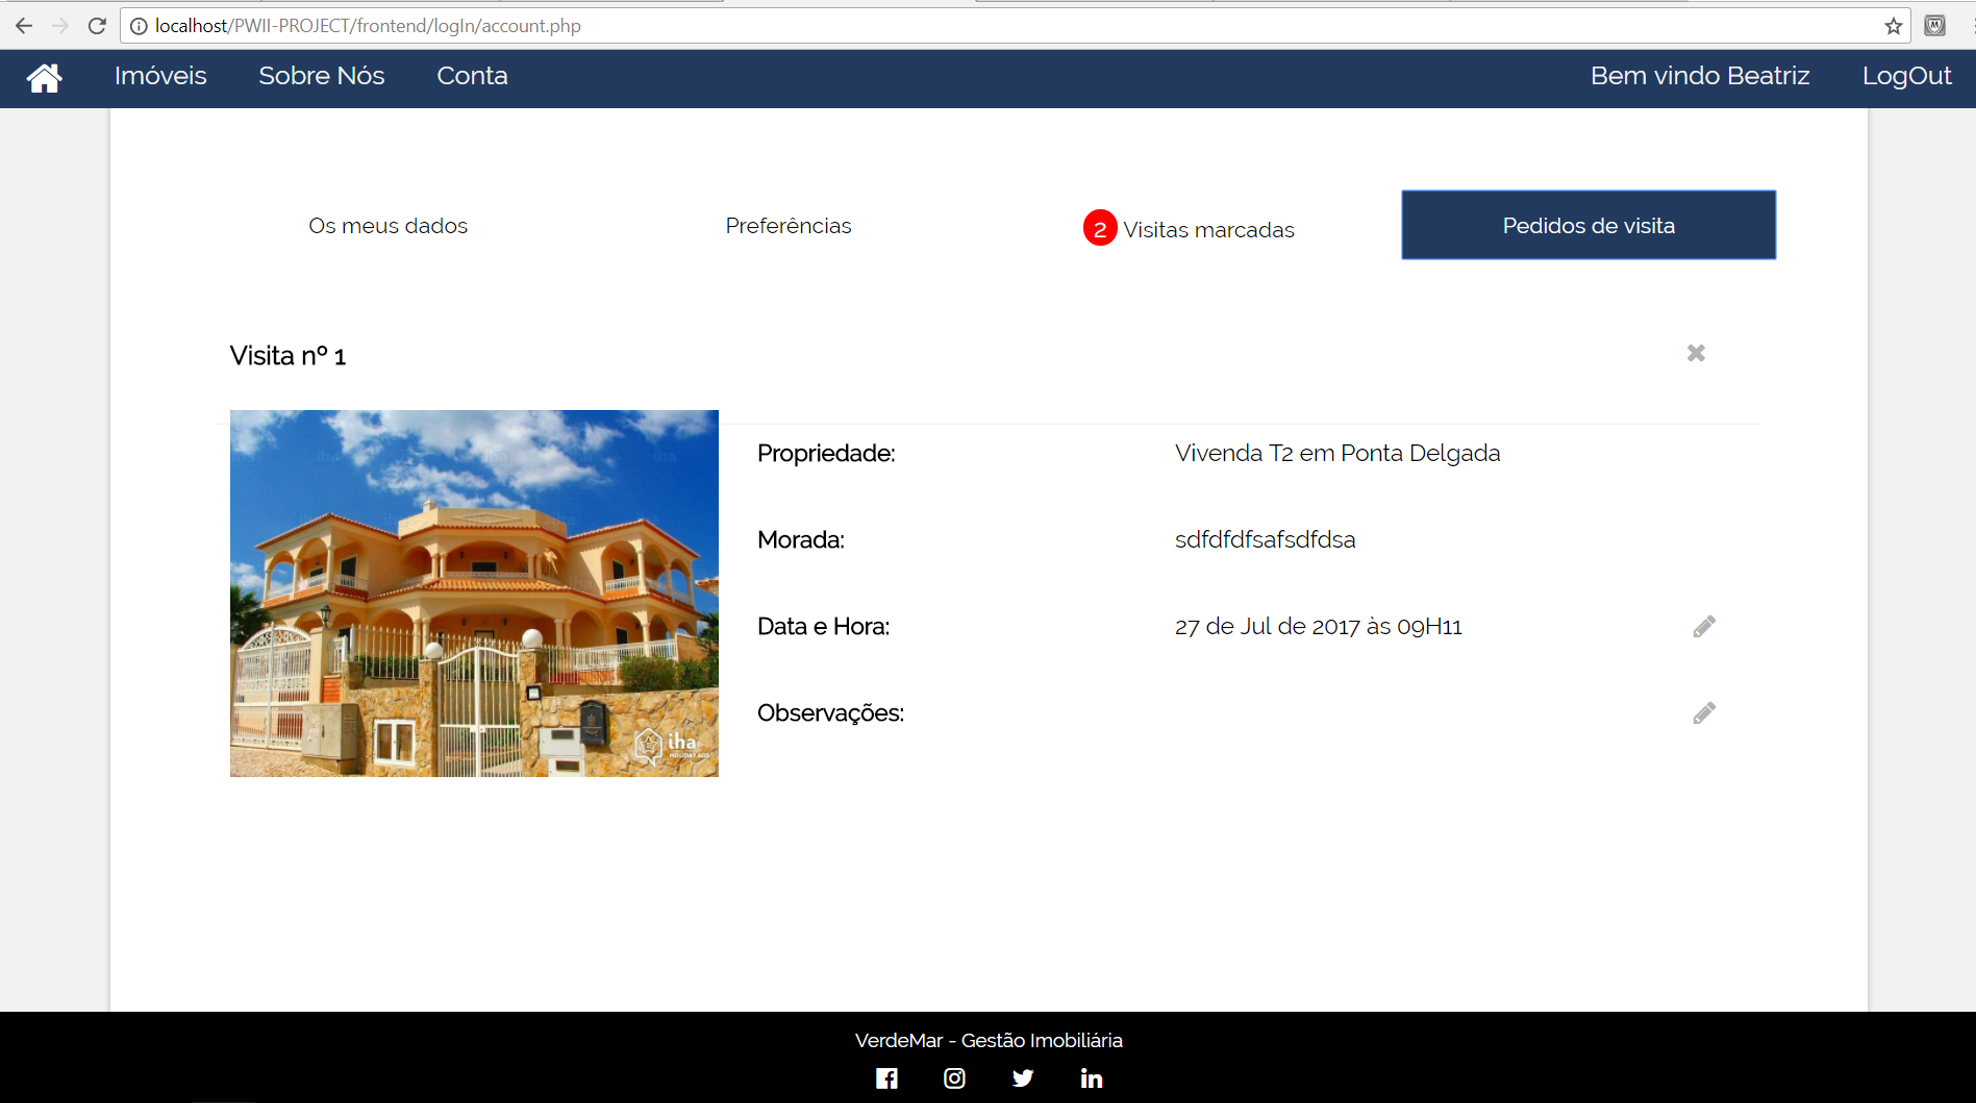 localhost/PWII-PROJECT/frontend/logIn/account.php
Imóveis Sobre Nós Conta Bem vindo Beatriz LogOut
Os meus dados Preferências 2 Visitas marcadas Pedidos de visita
Visita nº 1
Propriedade: Vivenda T2 em Ponta Delgada
Morada: sdfdfdfsafsdfdsa
Data e Hora: 27 de Jul de 2017 às 09H11
Observações:
iha
VerdeMar - Gestão Imobiliária